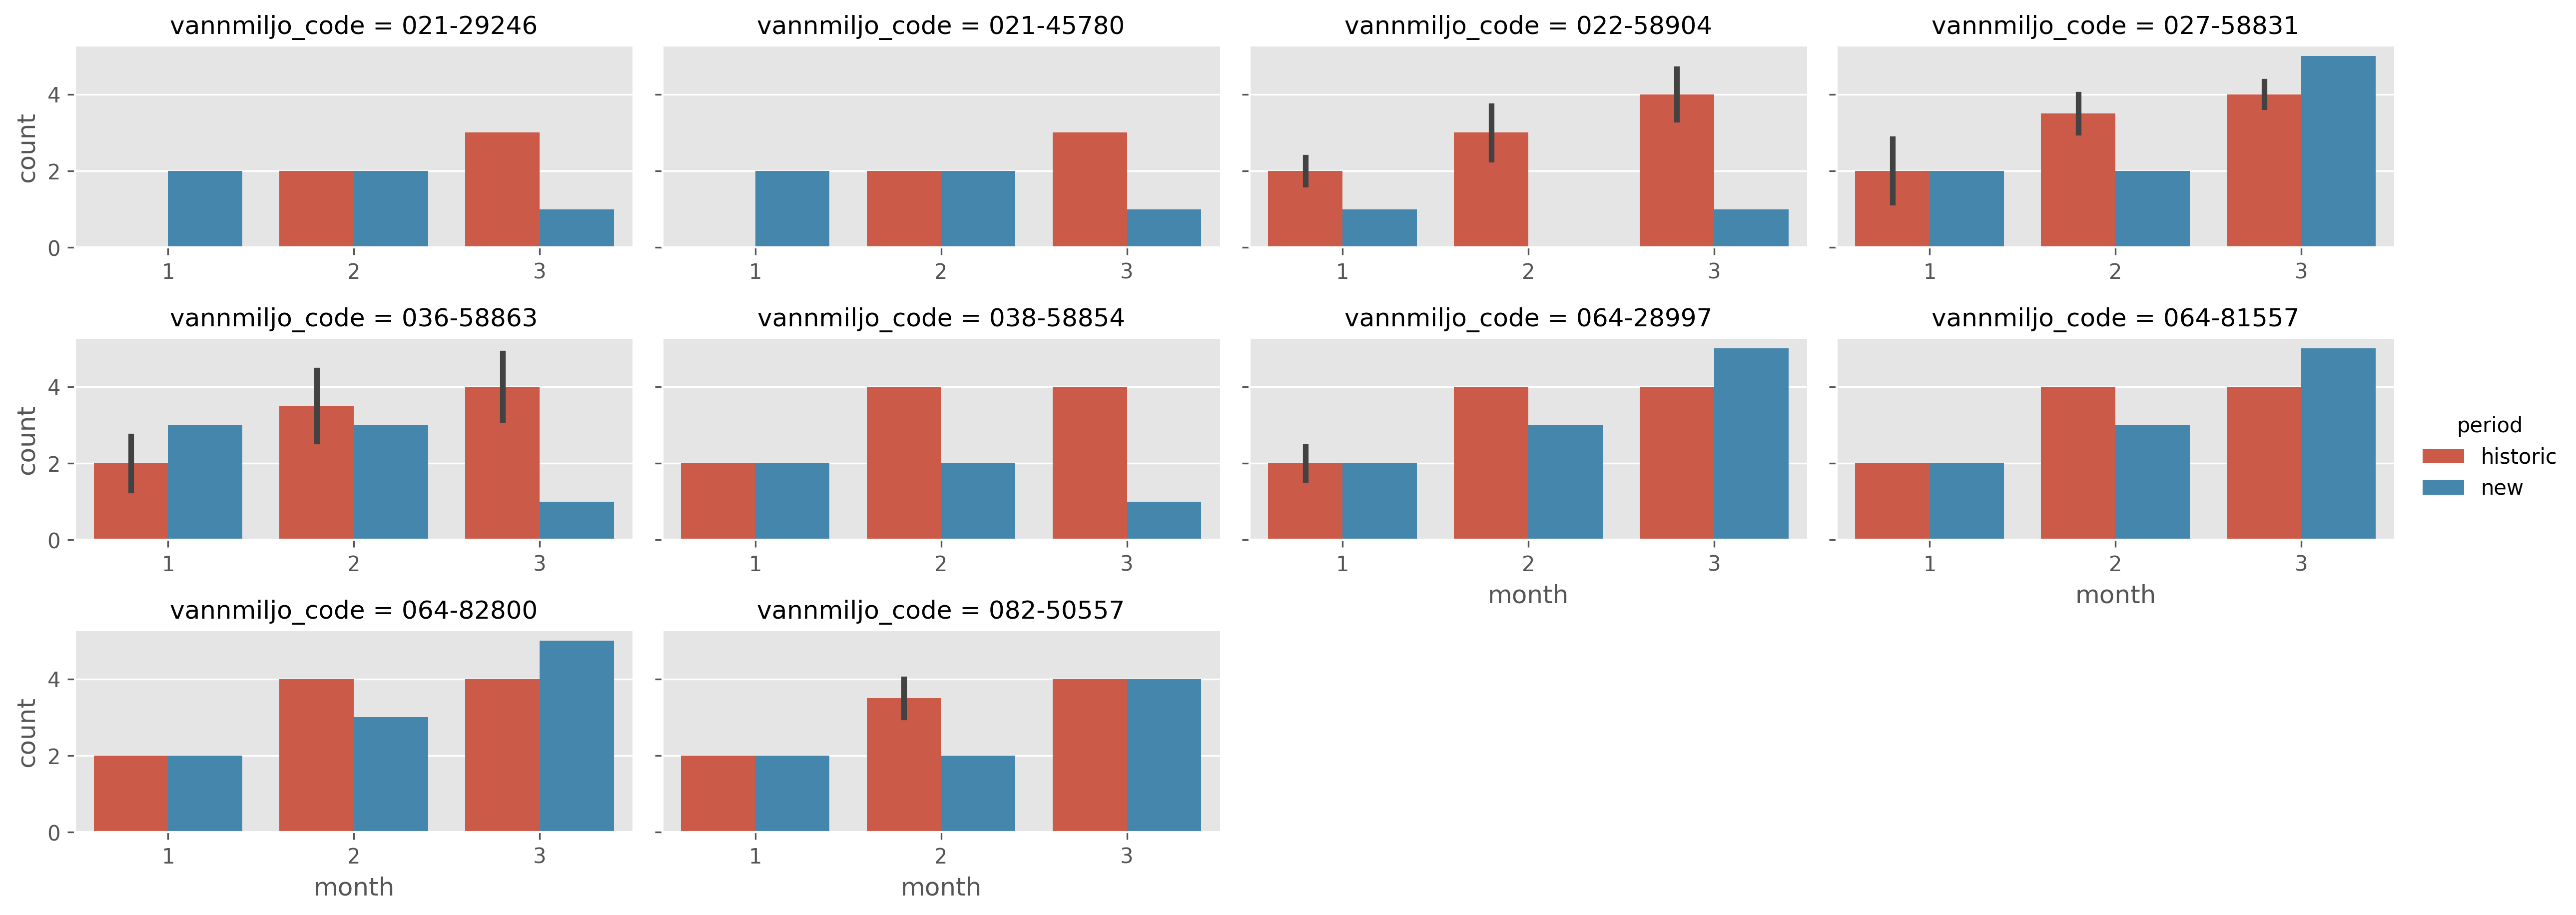 vannmiljo_code = 021-29246
vannmiljo_code = 021-45780
vannmiljo_code = 022-58904
vannmiljo_code = 027-58831
count
4
2
0
1 2 3
1 2 3
1 2 3
1 2 3
vannmiljo_code = 036-58863
vannmiljo_code = 038-58854
vannmiljo_code = 064-28997
vannmiljo_code = 064-81557
count
4
2
0
1 2 3
1 2 3
1 2 3
month
1 2 3
month
period
historic
new
vannmiljo_code = 064-82800
vannmiljo_code = 082-50557
count
4
2
0
1 2 3
month
1 2 3
month